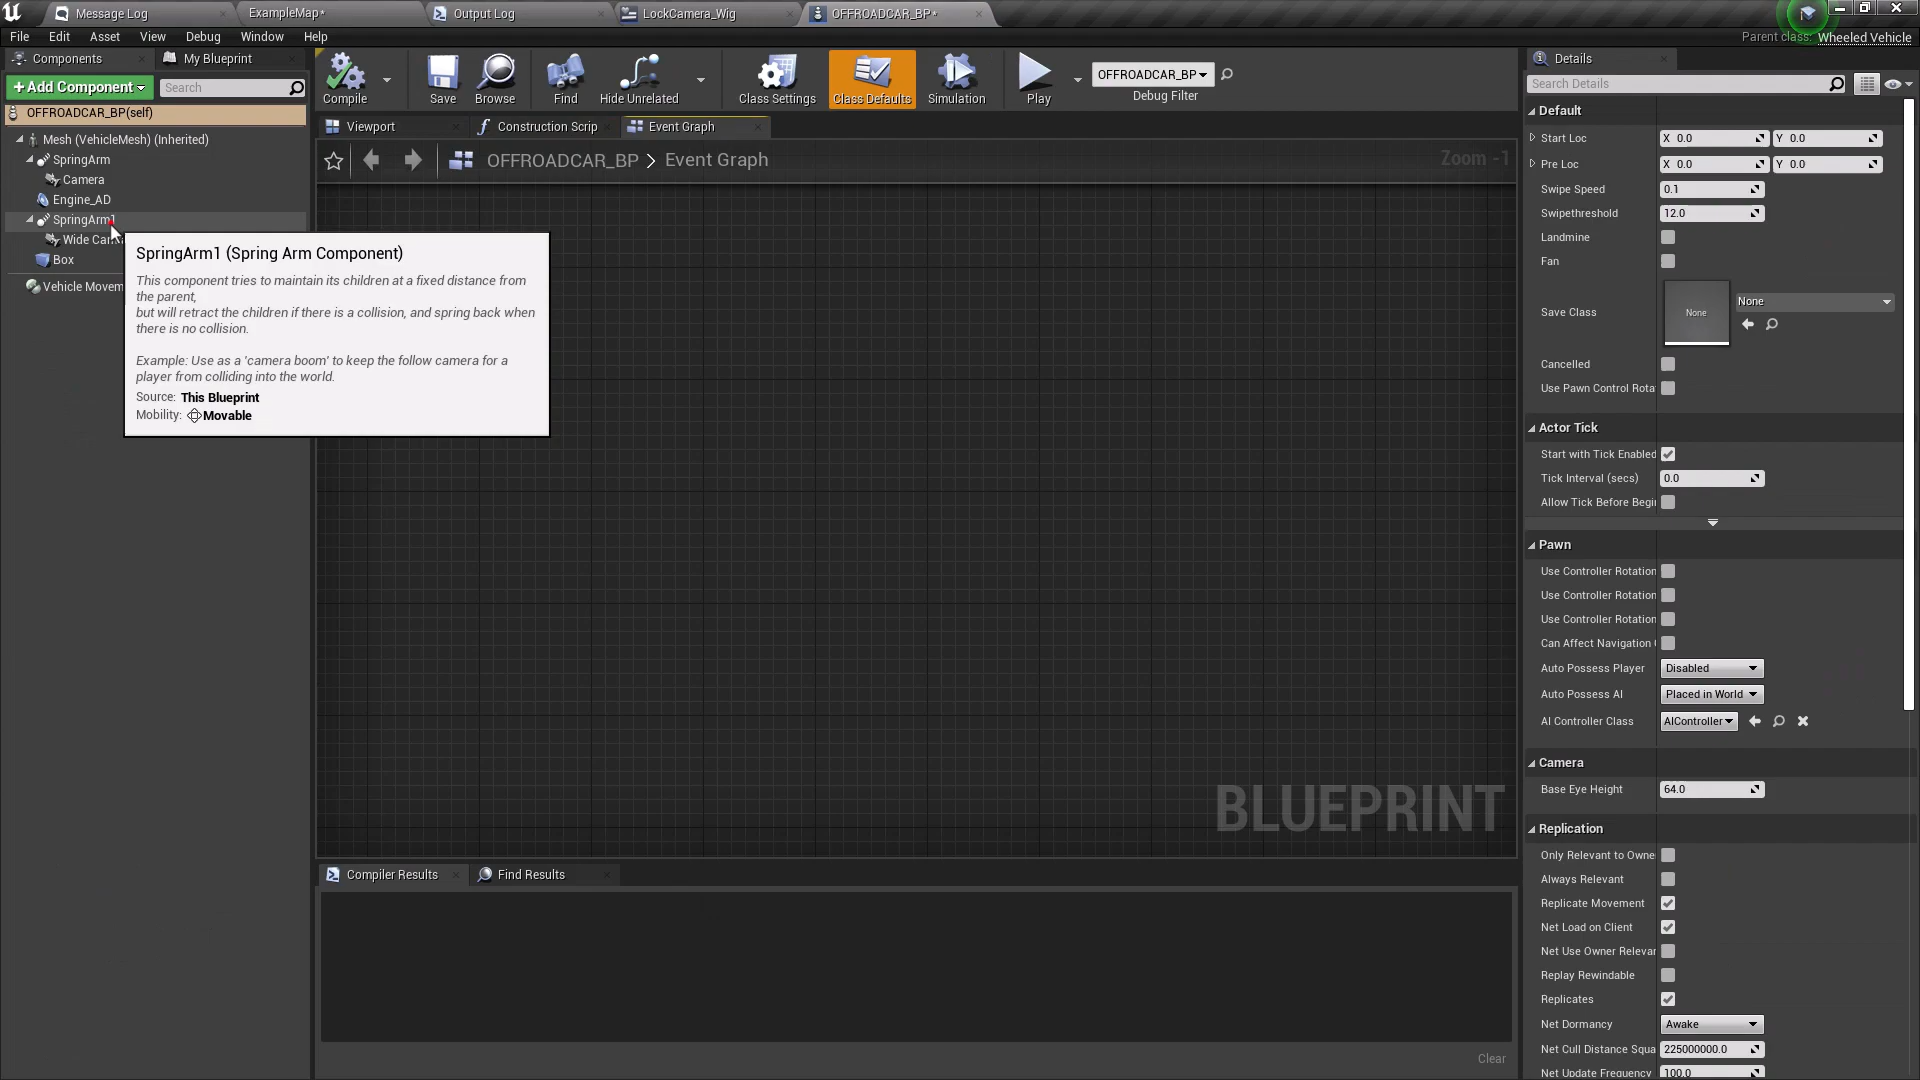 Message Log
ExampleMap*
Output Log
LockCamera_Wig
OFFROADCAR_BP*
File Edit Asset View Debug Window Help
Parent class: Wheeled Vehicle
Components
My Blueprint
+Add Component
Search
OFFROADCAR_BP(self)
Mesh (VehicleMesh) (Inherited)
SpringArm
Camera
Engine_AD
SpringArm1
Wide Cam
Box
Vehicle Movem
Compile
Save
Browse
Find
Hide Unrelated
Class Settings
Class Defaults
Simulation
Play
OFFROADCAR_BP
Debug Filter
Viewport
Construction Scrip
Event Graph
OFFROADCAR_BP > Event Graph
Zoom -1
SpringArm1 (Spring Arm Component)
This component tries to maintain its children at a fixed distance from
the parent,
but will retract the children if there is a collision, and spring back when
there is no collision.
Example: Use as a 'camera boom' to keep the follow camera for a
player from colliding into the world.
Source: This Blueprint
Mobility: Movable
BLUEPRINT
Compiler Results
Find Results
Clear
Details
Search Details
Default
Start Loc X 0.0 Y 0.0
Pre Loc X 0.0 Y 0.0
Swipe Speed 0.1
Swipethreshold 12.0
Landmine
Fan
Save Class None None
Cancelled
Use Pawn Control Rota
Actor Tick
Start with Tick Enabled
Tick Interval (secs) 0.0
Allow Tick Before Begi
Pawn
Use Controller Rotation
Use Controller Rotation
Use Controller Rotation
Can Affect Navigation
Auto Possess Player Disabled
Auto Possess AI Placed in World
AI Controller Class AIController
Camera
Base Eye Height 64.0
Replication
Only Relevant to Owne
Always Relevant
Replicate Movement
Net Load on Client
Net Use Owner Relevan
Replay Rewindable
Replicates
Net Dormancy Awake
Net Cull Distance Squa 225000000.0
Net Update Frequency 100.0